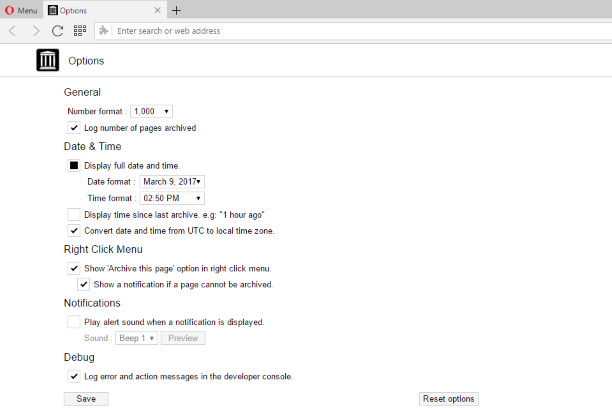 Menu
Options
Enter search or web address
Options
General
Number format : 1,000
Log number of pages archived
Date & Time
Display full date and time.
Date format : March 9, 2017
Time format : 02:50 PM
Display time since last archive. e.g: "1 hour ago"
Convert date and time from UTC to local time zone.
Right Click Menu
Show 'Archive this page' option in right click menu.
Show a notification if a page cannot be archived.
Notifications
Play alert sound when a notification is displayed.
Sound : Beep 1 Preview
Debug
Log error and action messages in the developer console
Save Reset options